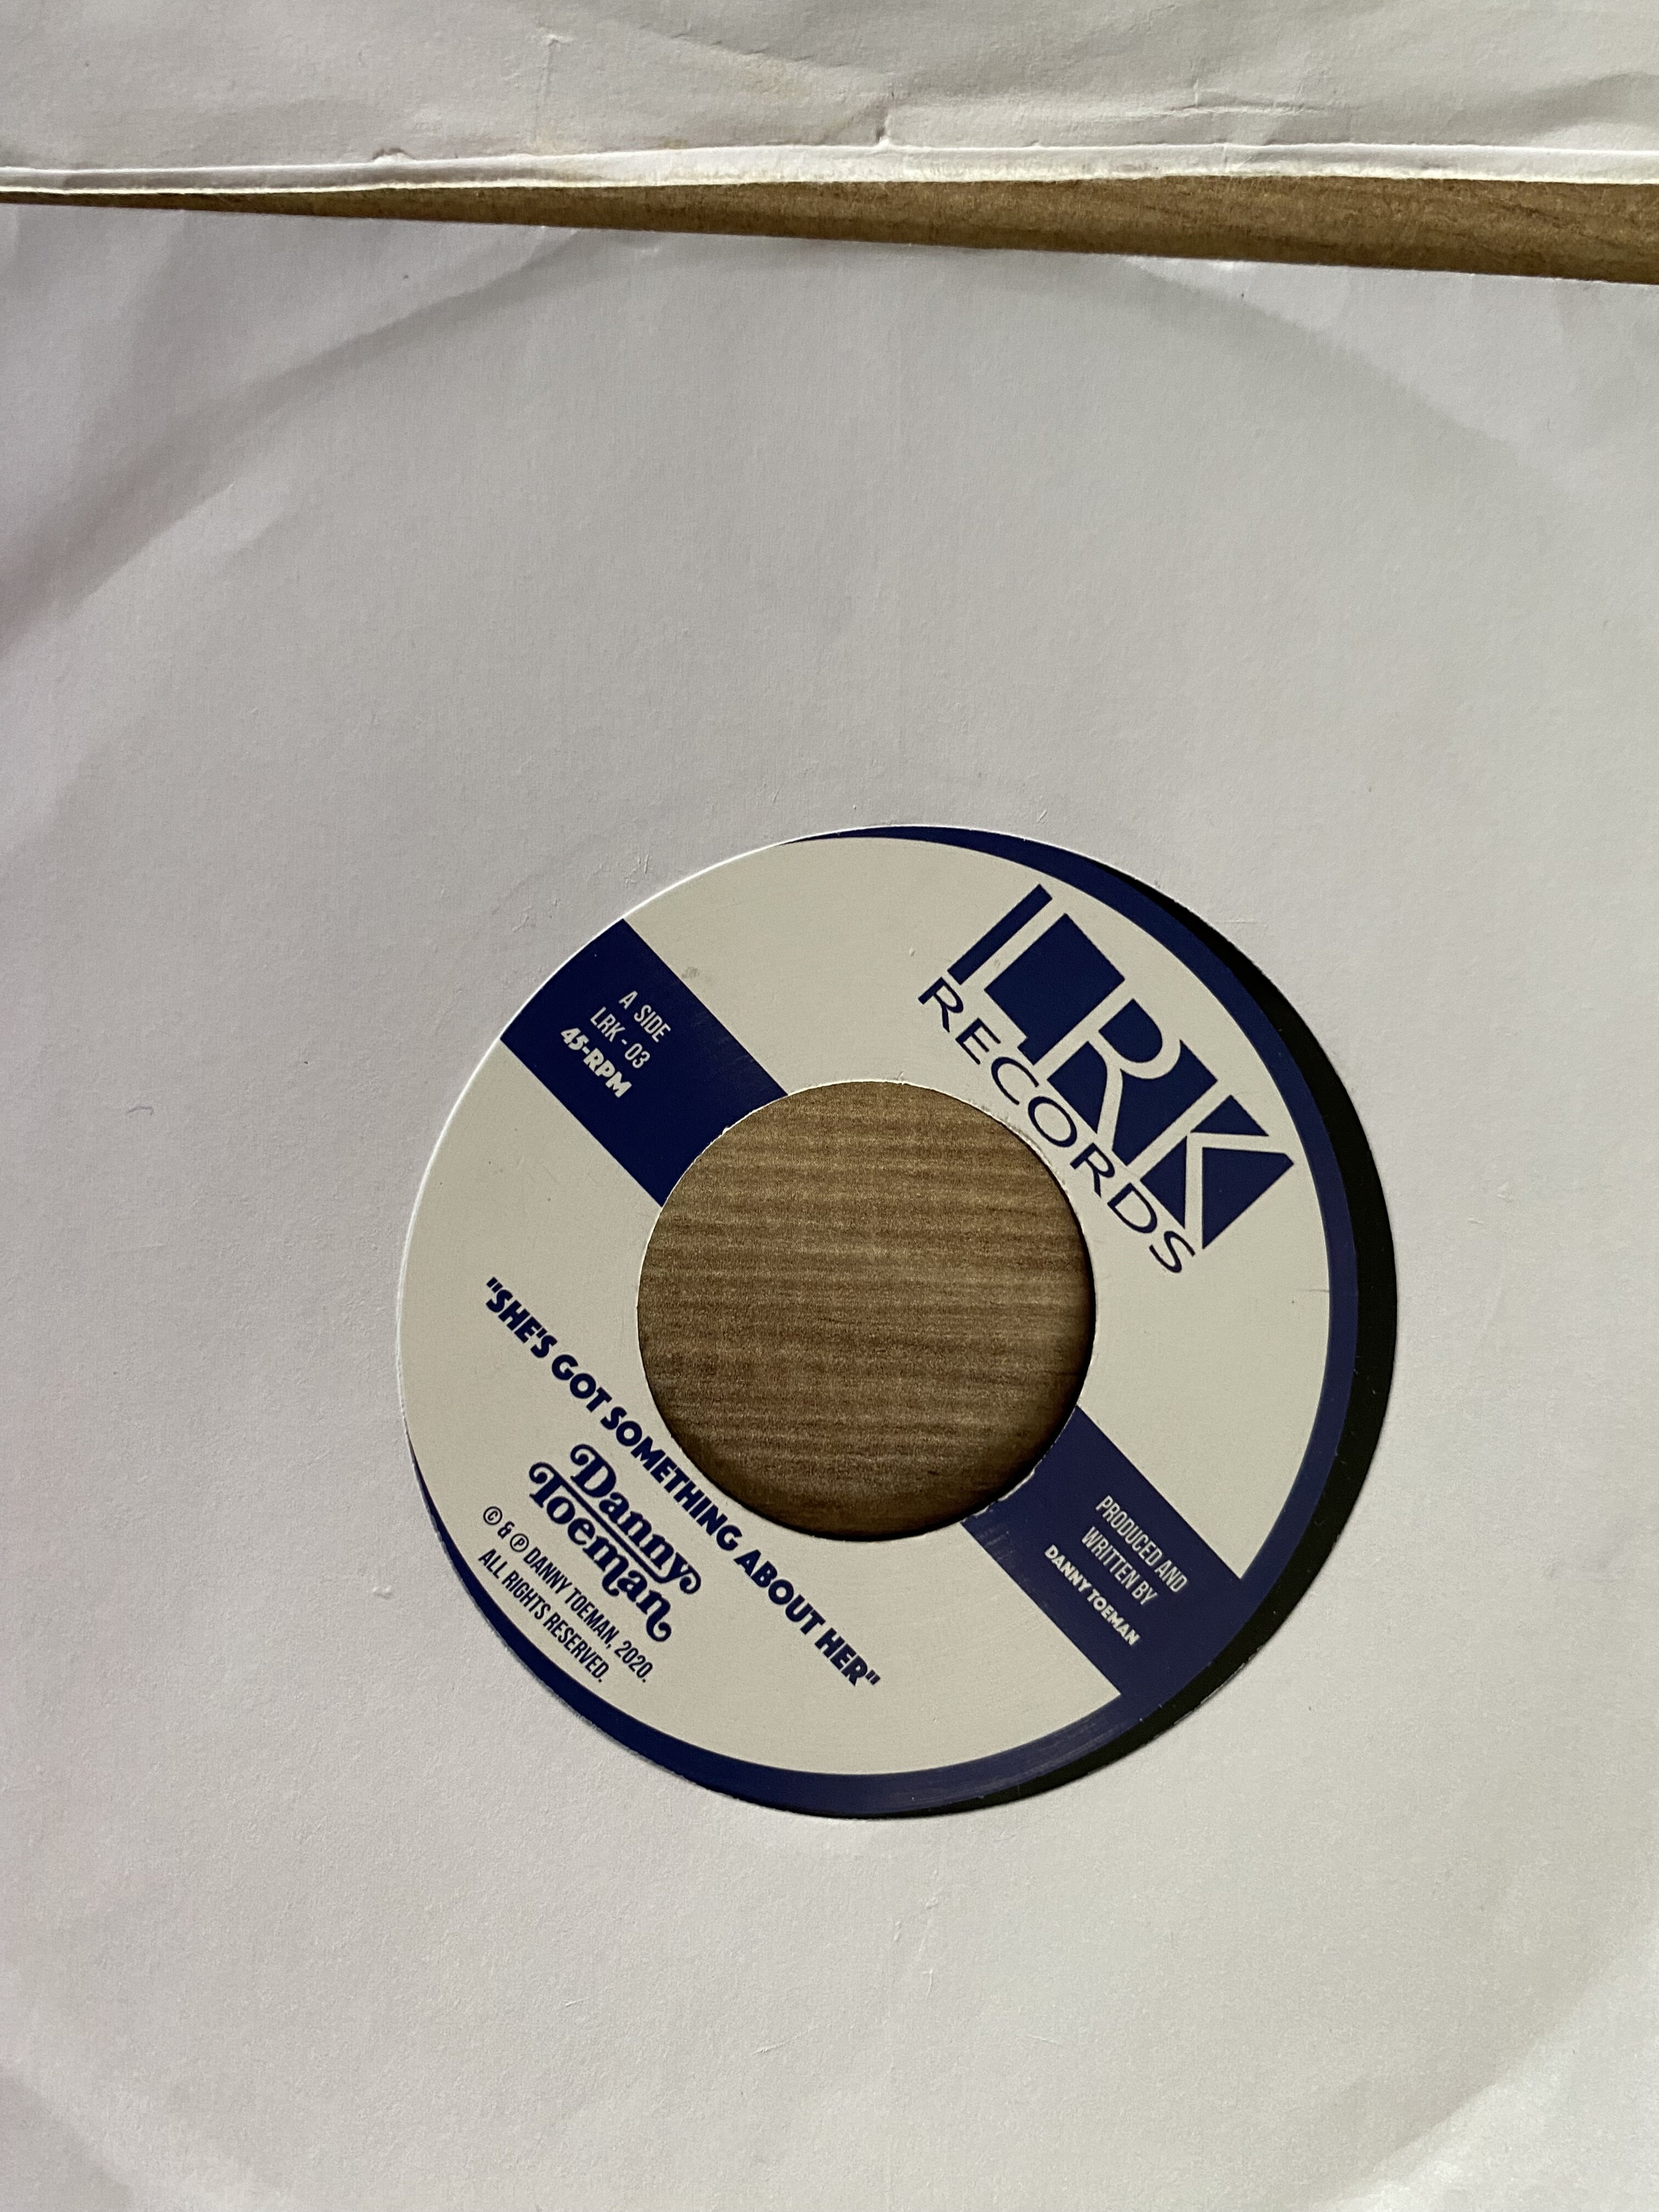 LRK
RECORDS
A SIDE
LRK - 03
45-RPM
PRODUCED AND
WRITTEN BY
DANNY TOEMAN
"SHE'S GOT SOMETHING ABOUT HER"
Danny
Toeman
© & ℗ DANNY TOEMAN, 2020.
ALL RIGHTS RESERVED.